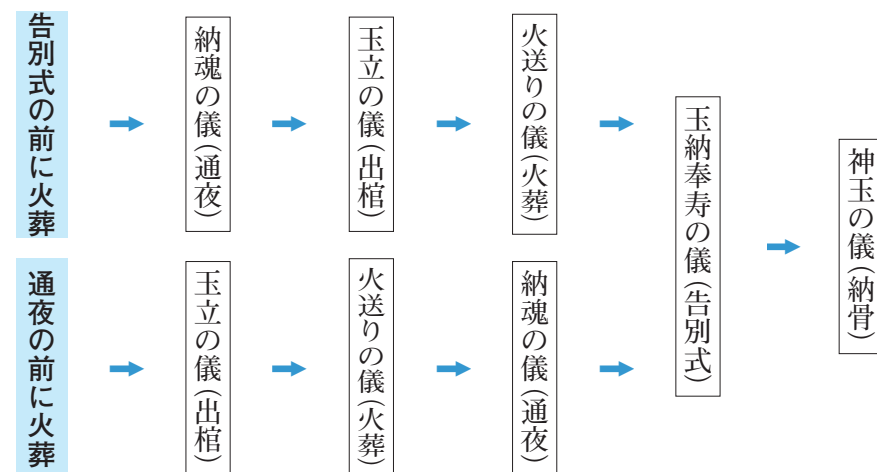 告別式の前に火葬
納魂の儀(通夜)
玉立の儀(出棺)
火送りの儀(火葬)
通夜の前に火葬
玉立の儀(出棺)
火送りの儀(火葬)
納魂の儀(通夜)
玉納奉寿の儀(告別式)
神玉の儀(納骨)